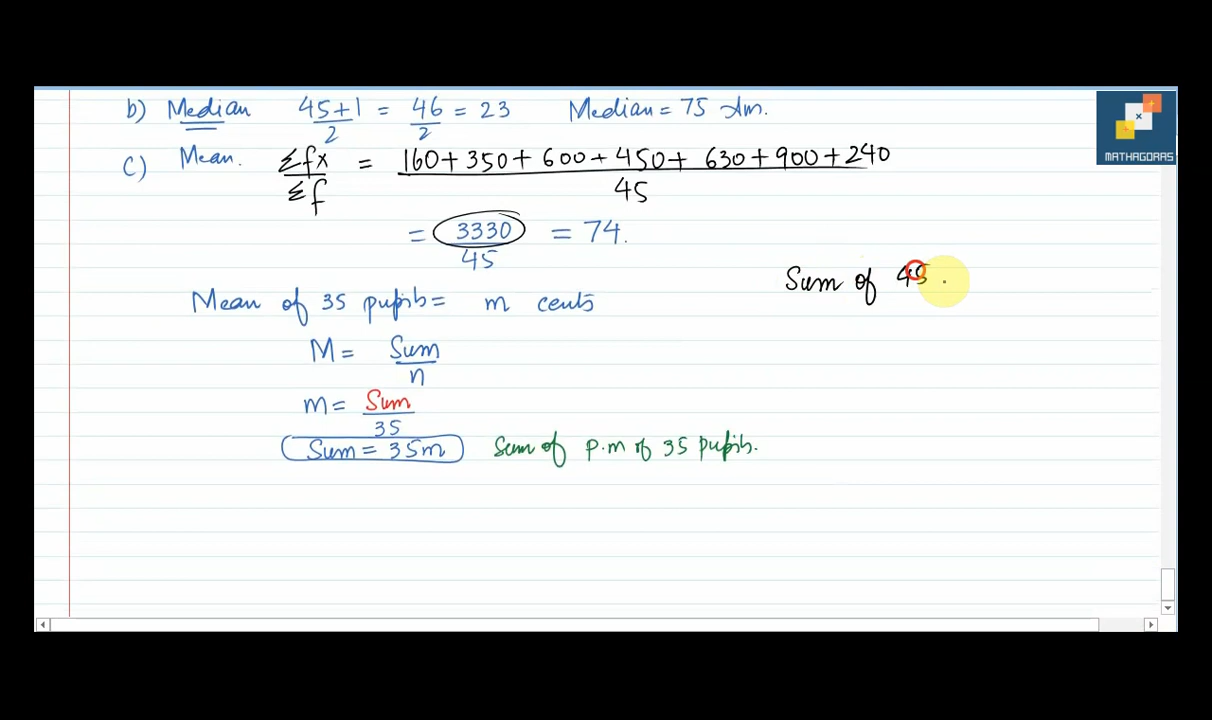 b) Median 45+1/2 = 46/2 = 23 Median = 75 Am.
c) Mean. Σfx/Σf = 160+350+600+450+630+900+240/45
= 3330/45 = 74.
Sum of 45.
Mean of 35 pupils = m cents
M = Sum/n
m = Sum/35
Sum = 35m Sum of p.m of 35 pupils.
MATHAGORAS